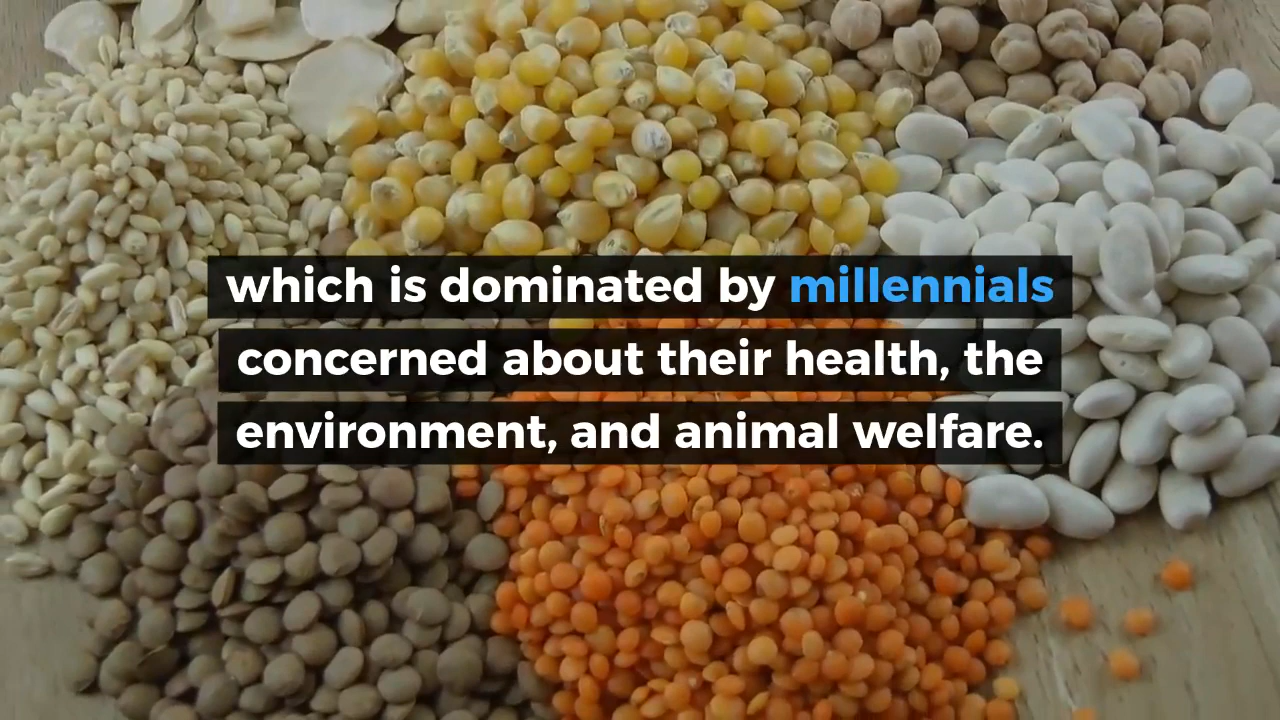 which is dominated by millennials
concerned about their health, the
environment, and animal welfare.